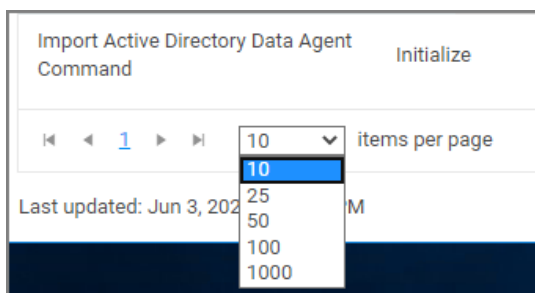 Import Active Directory Data Agent
Command
Initialize
1
10
items per page
10
25
50
100
1000
Last updated: Jun 3, 202 PM